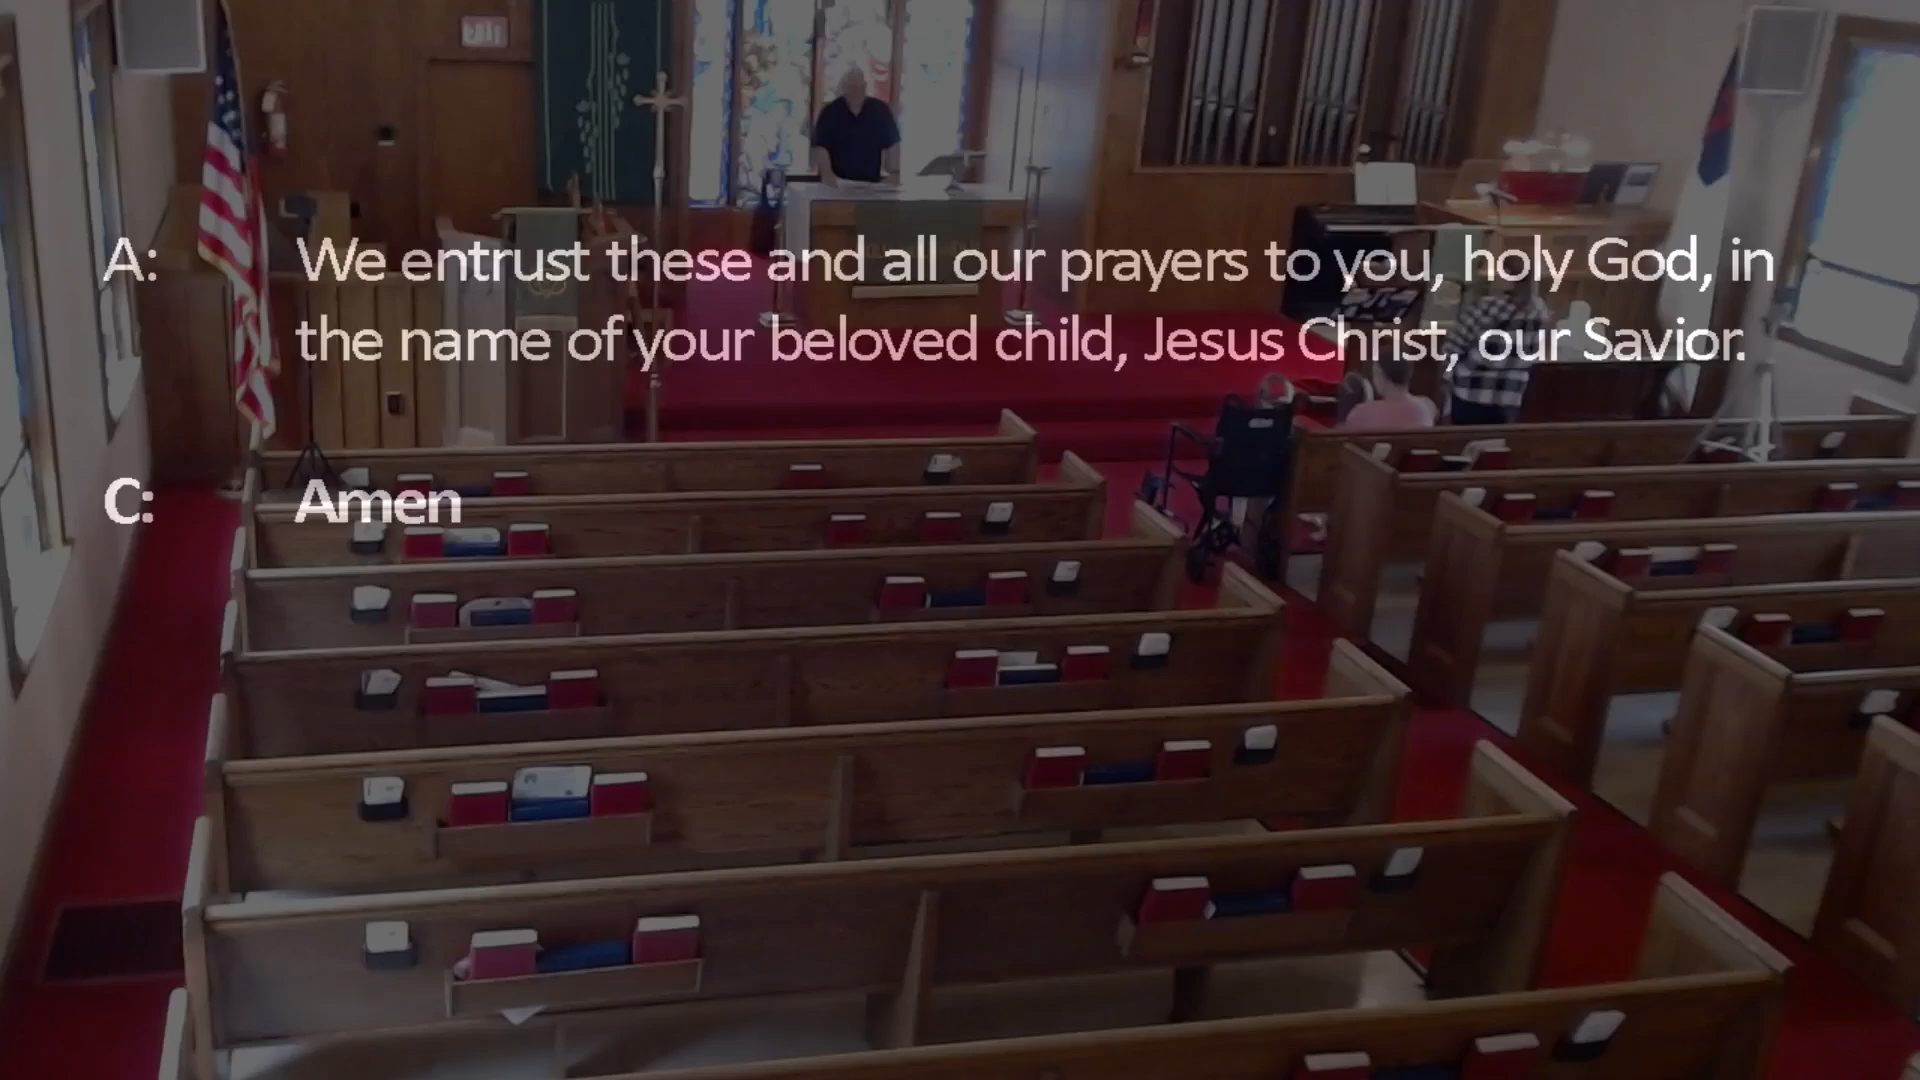 A: We entrust these and all our prayers to you, holy God, in
the name of your beloved child, Jesus Christ, our Savior.
C: Amen